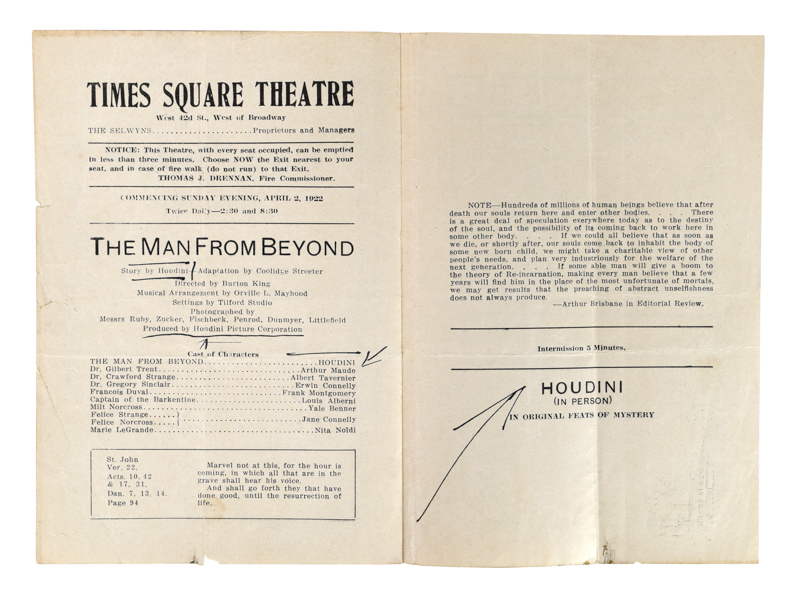 TIMES SQUARE THEATRE
West 42d St., West of Broadway
THE SELWYNS......................Proprietors and Managers
NOTICE: This Theatre, with every seat occupied, can be emptied
in less than three minutes. Choose NOW the Exit nearest to your
seat, and in case of fire walk (do not run) to that Exit.
THOMAS J. DRENNAN, Fire Commissioner.
COMMENCING SUNDAY EVENING, APRIL 2, 1922
Twice Daily—2:30 and 8:30
THE MAN FROM BEYOND
Story by Houdini—Adaptation by Coolidge Streeter
Directed by Burton King
Musical Arrangement by Orville L. Mayhood
Settings by Tilford Studio
Photographed by
Messrs Ruby, Zucker, Fischbeck, Penrod, Dunmyer, Littlefield
Produced by Houdini Picture Corporation
Cast of Characters
THE MAN FROM BEYOND..........................HOUDINI
Dr. Gilbert Trent................................Arthur Maude
Dr. Crawford Strange..........................Albert Tavernier
Dr. Gregory Sinclair............................Erwin Connelly
Francois Duval.................................Frank Montgomery
Captain of the Barkentine.......................Louis Alberni
Milt Norcross....................................Yale Benner
Felice Strange.....}
Felice Norcross.....} ..........................Jane Connelly
Marie LeGrande..................................Nita Noldi
St. John
Ver. 22.
Acts. 10, 42
& 17, 31.
Dan. 7, 13, 14.
Page 94
Marvel not at this, for the hour is
coming, in which all that are in the
grave shall hear his voice.
And shall go forth they that have
done good, until the resurrection of
life.
NOTE—Hundreds of millions of human beings believe that after
death our souls return here and enter other bodies. . . . There
is a great deal of speculation everywhere today as to the destiny
of the soul, and the possibility of its coming back to work here in
some other body. . . . . If we could all believe that as soon as
we die, or shortly after, our souls come back to inhabit the body of
some new born child, we might take a charitable view of other
people's needs, and plan very industriously for the welfare of the
next generation. . . . . If some able man will give a boom to
the theory of Re-incarnation, making every man believe that a few
years will find him in the place of the most unfortunate of mortals,
we may get results that the preaching of abstract unselfishness
does not always produce
—Arthur Brisbane in Editorial Review.
Intermission 5 Minutes.
HOUDINI
(IN PERSON)
IN ORIGINAL FEATS OF MYSTERY